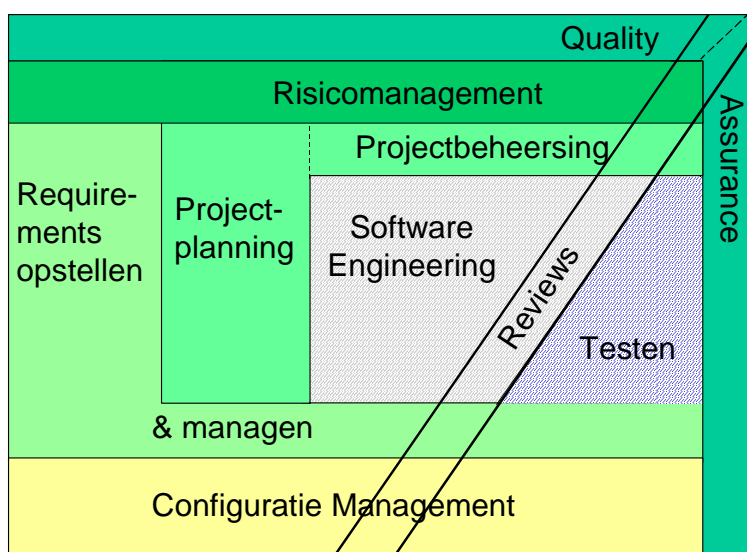 Quality
Assurance
Risicomanagement
Projectbeheersing
Require-
ments
opstellen
Project-
planning
Software
Engineering
Reviews
Testen
& managen
Configuratie Management